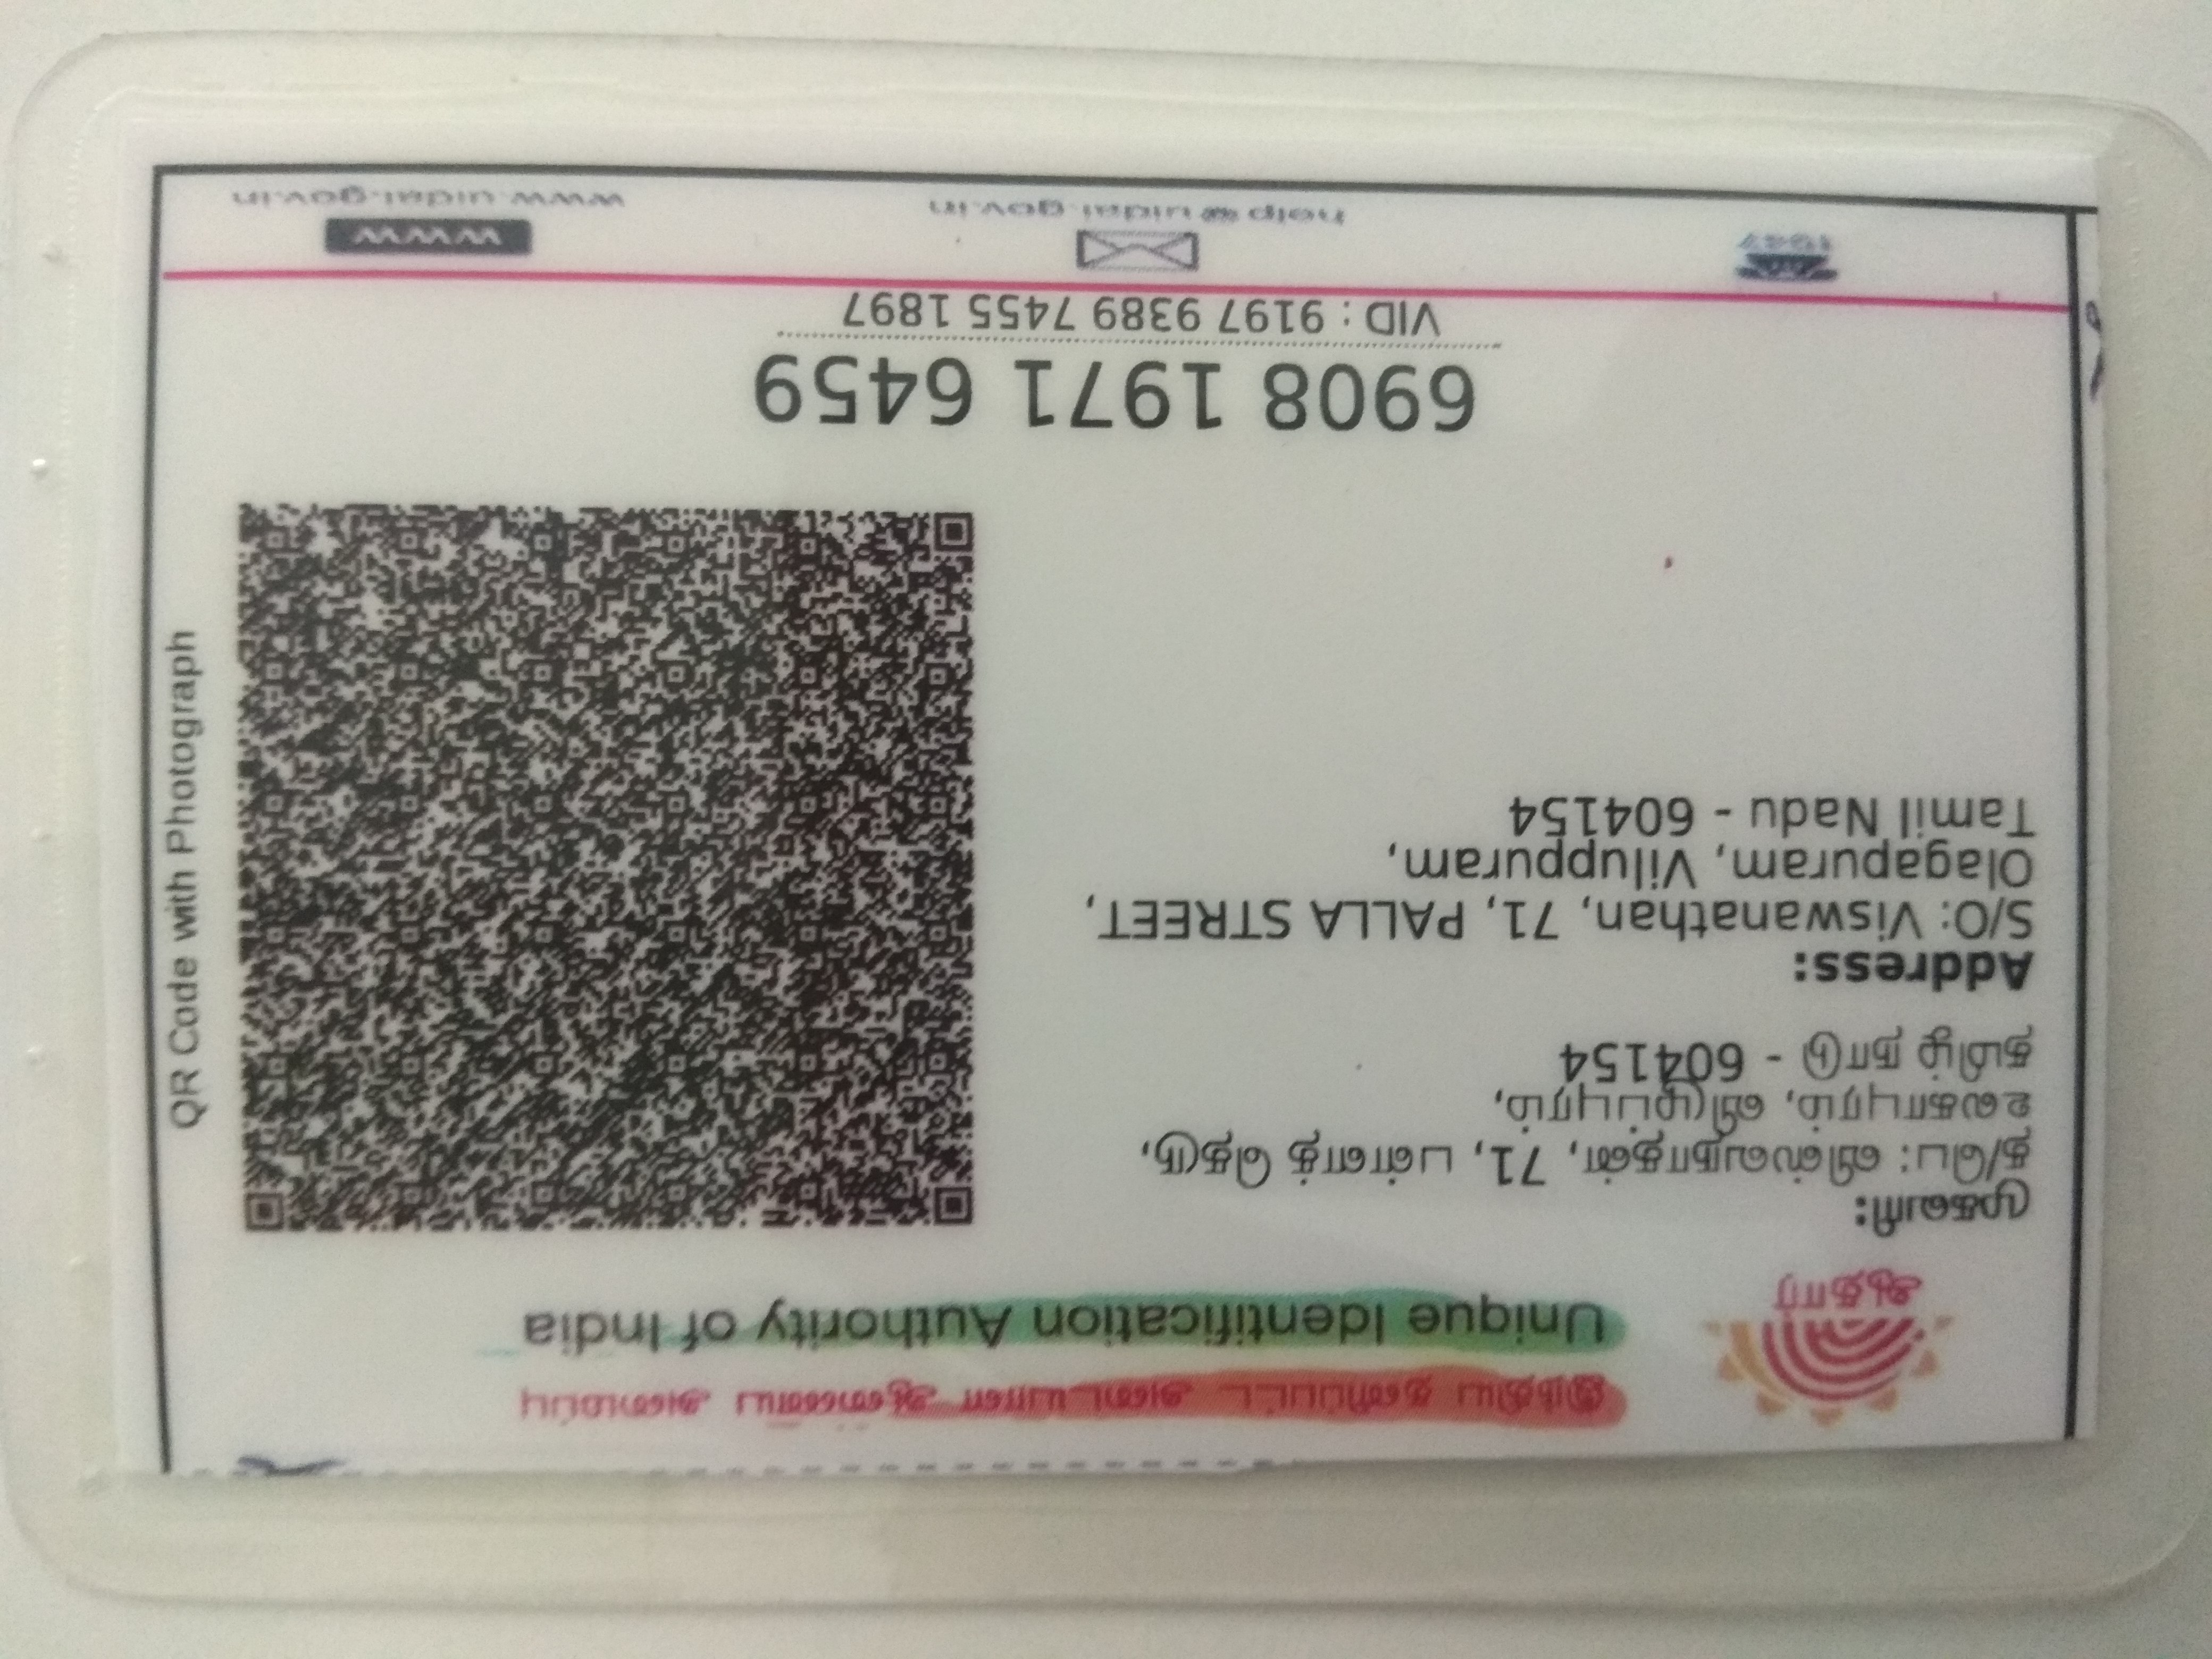 இந்திய தனிப்பட்ட அடையாள ஆணைய அமைப்பு
Unique Identification Authority of India
ஆதார்
முகவரி:
த/பெ: விஸ்வநாதன், 71, பள்ளத் தெரு,
உலகாபுரம், விழுப்புரம்,
தமிழ் நாடு - 604154
Address:
S/O: Viswanathan, 71, PALLA STREET,
Olagapuram, Viluppuram,
Tamil Nadu - 604154
QR Code with Photograph
6908 1971 6459
VID : 9197 9389 7455 1897
1947
help@uidai.gov.in
WWW
www.uidai.gov.in